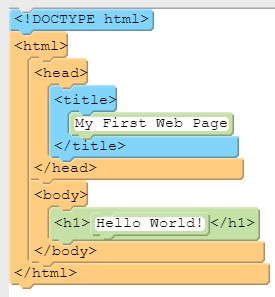 <!DOCTYPE html>
<html>
<head>
<title>
My First Web Page
</title>
</head>
<body>
<h1> Hello World! </h1>
</body>
</html>